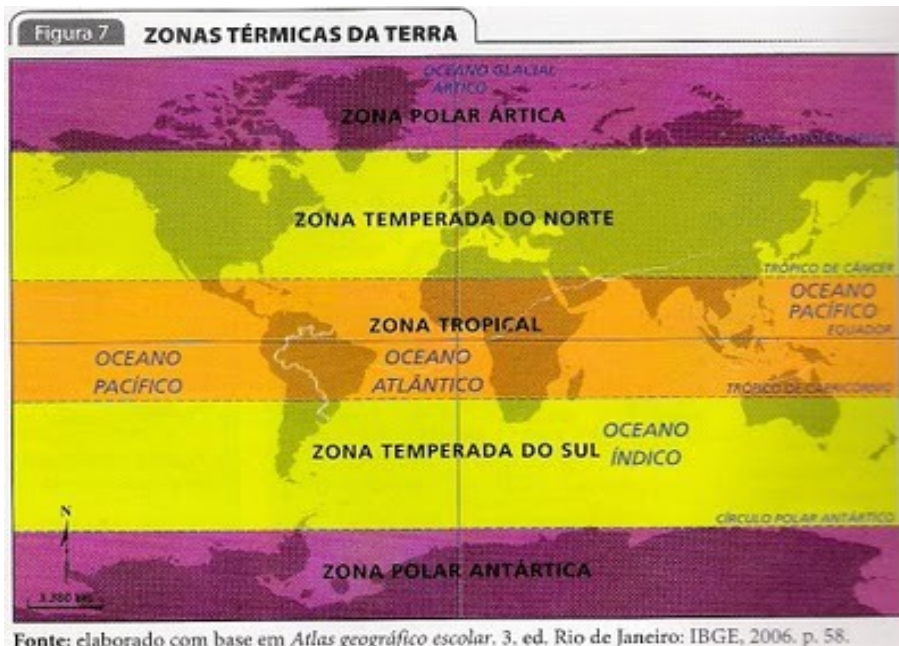 Figura 7 ZONAS TÉRMICAS DA TERRA
OCEANO GLACIAL
ÁRTICO
ZONA POLAR ÁRTICA
ZONA TEMPERADA DO NORTE
TRÓPICO DE CÂNCER
OCEANO
PACÍFICO
ZONA TROPICAL
EQUADOR
OCEANO
PACÍFICO
OCEANO
ATLÂNTICO
TRÓPICO DE CAPRICÓRNIO
ZONA TEMPERADA DO SUL
OCEANO
ÍNDICO
N
CÍRCULO POLAR ANTÁRTICO
ZONA POLAR ANTÁRTICA
Fonte: elaborado com base em Atlas geográfico escolar. 3. ed. Rio de Janeiro: IBGE, 2006. p. 58.